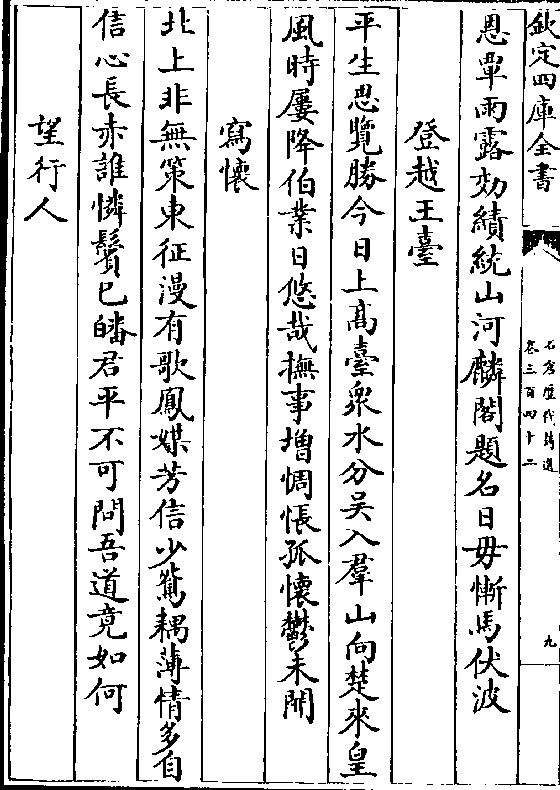 欽定四庫全書
石倉歷代詩選
卷三百四十二
九
恩覃雨露効績統山河麟閣題名日毋慚馬伏波
登越王臺
平生思覽勝今日上髙臺衆水分吳入羣山向楚來皇
風時屢降伯業日悠哉撫事增惆悵孤懷鬱未開
寫懷
北上非無策東征漫有歌鳳媒芳信少鴛耦薄情多自
信心長赤誰憐鬢已皤君平不可問吾道竟如何
望行人